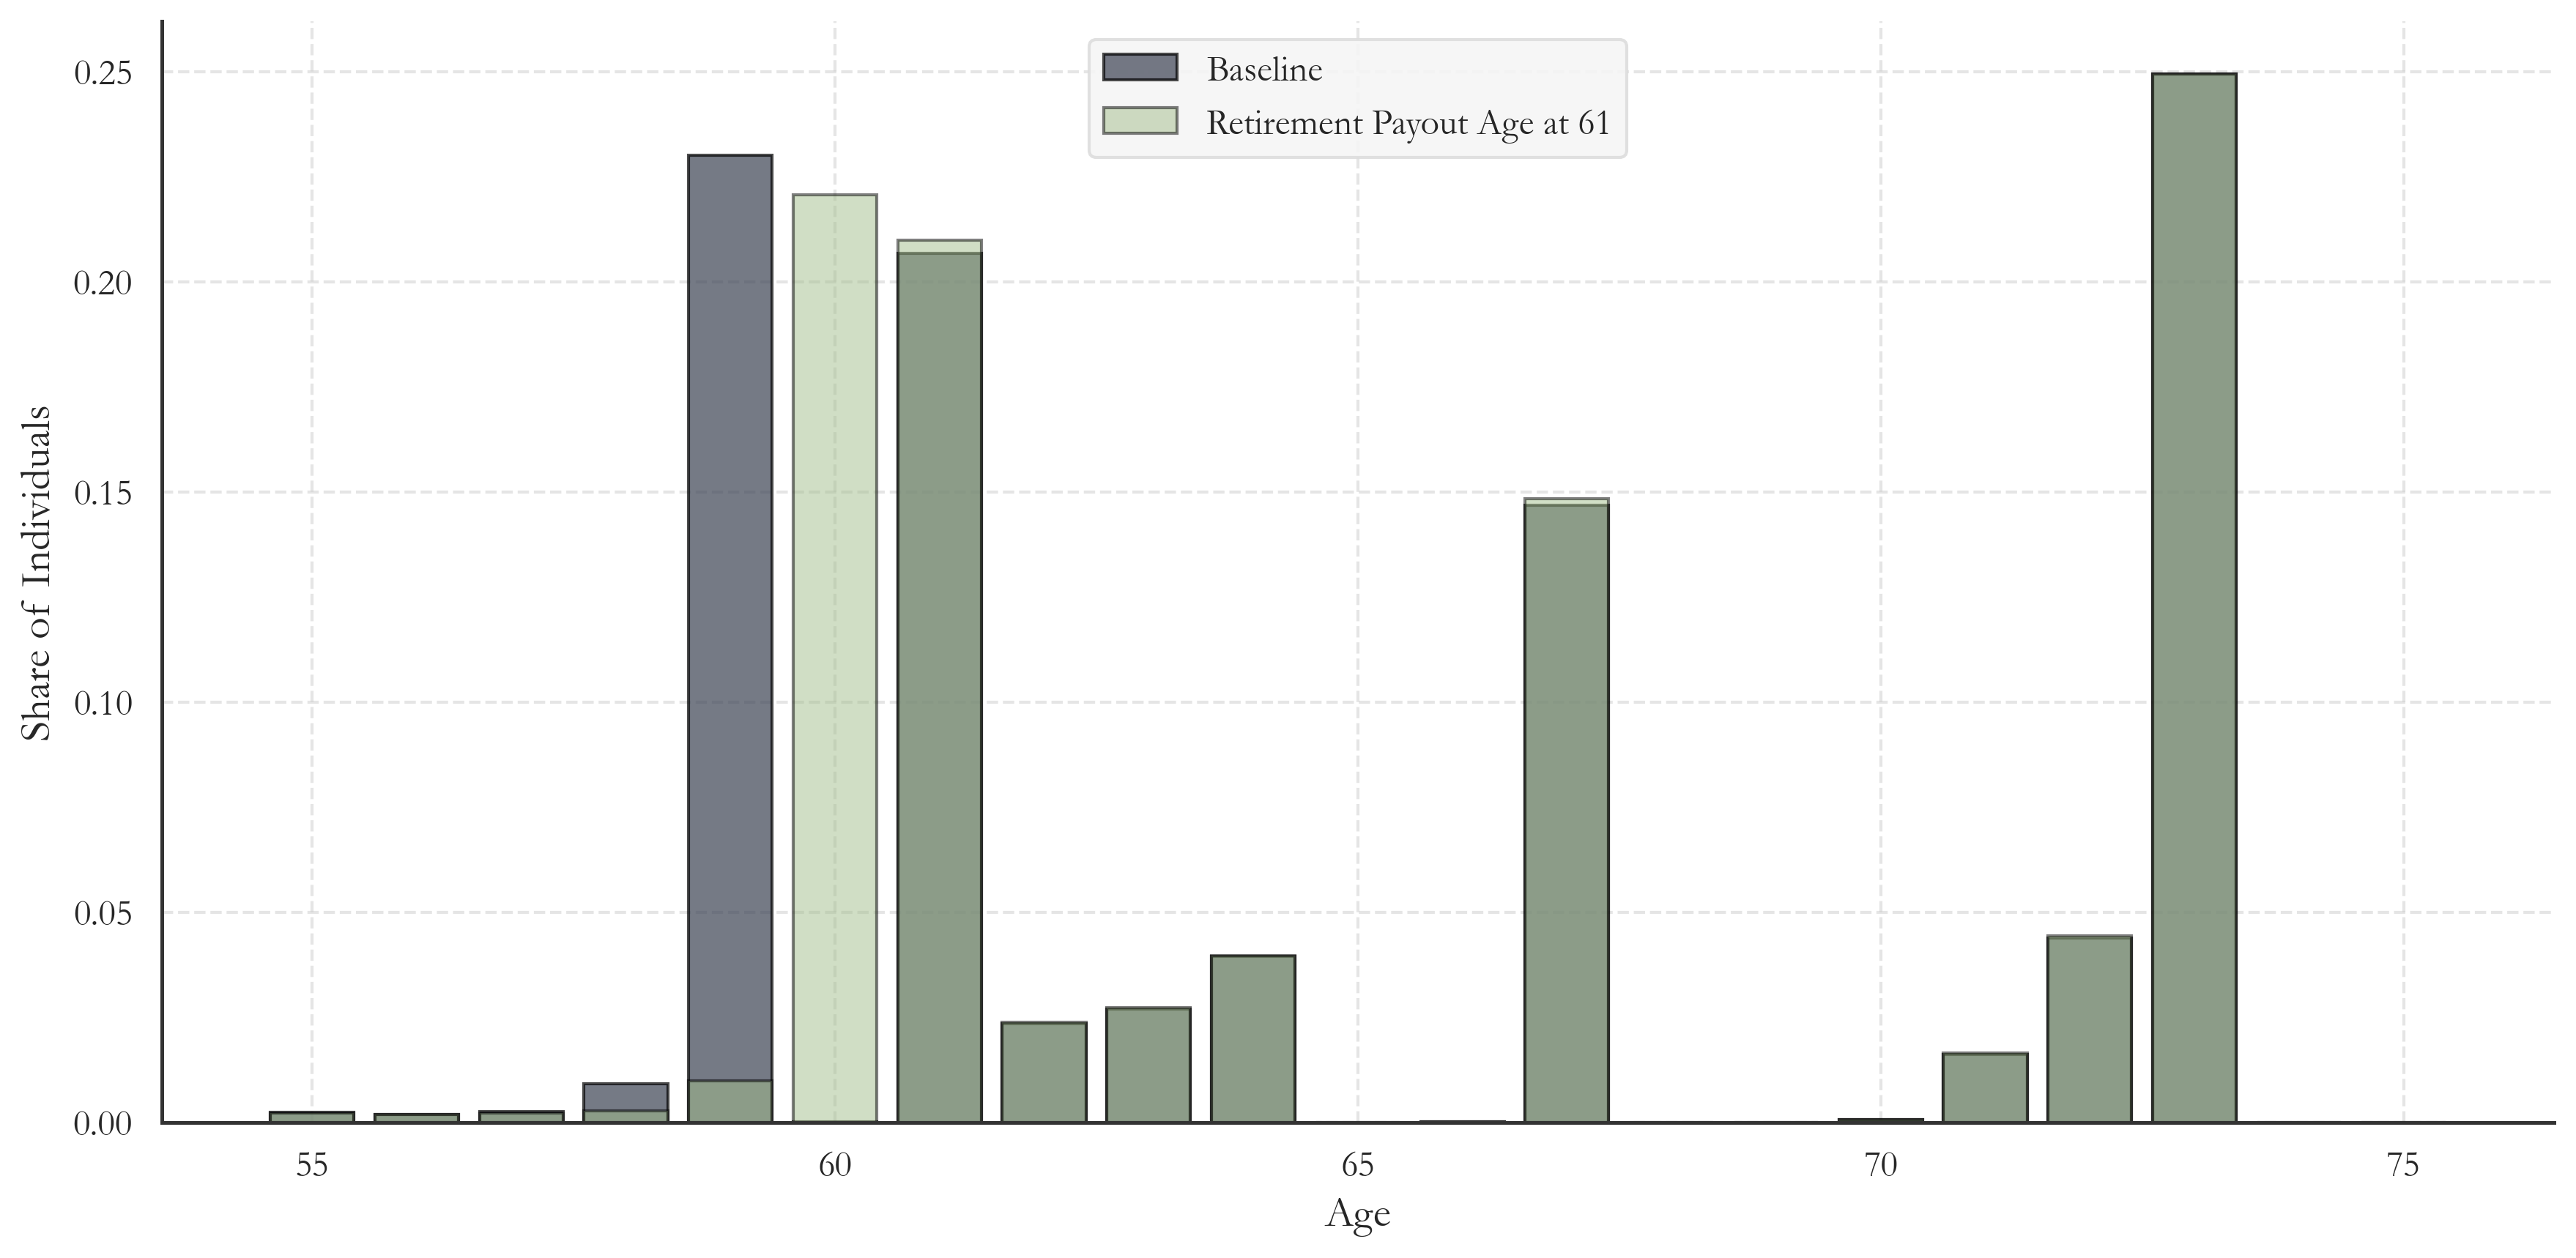 Baseline
Retirement Payout Age at 61
0.25
0.20
0.15
0.10
0.05
0.00
Share of Individuals
55 60 65 70 75
Age